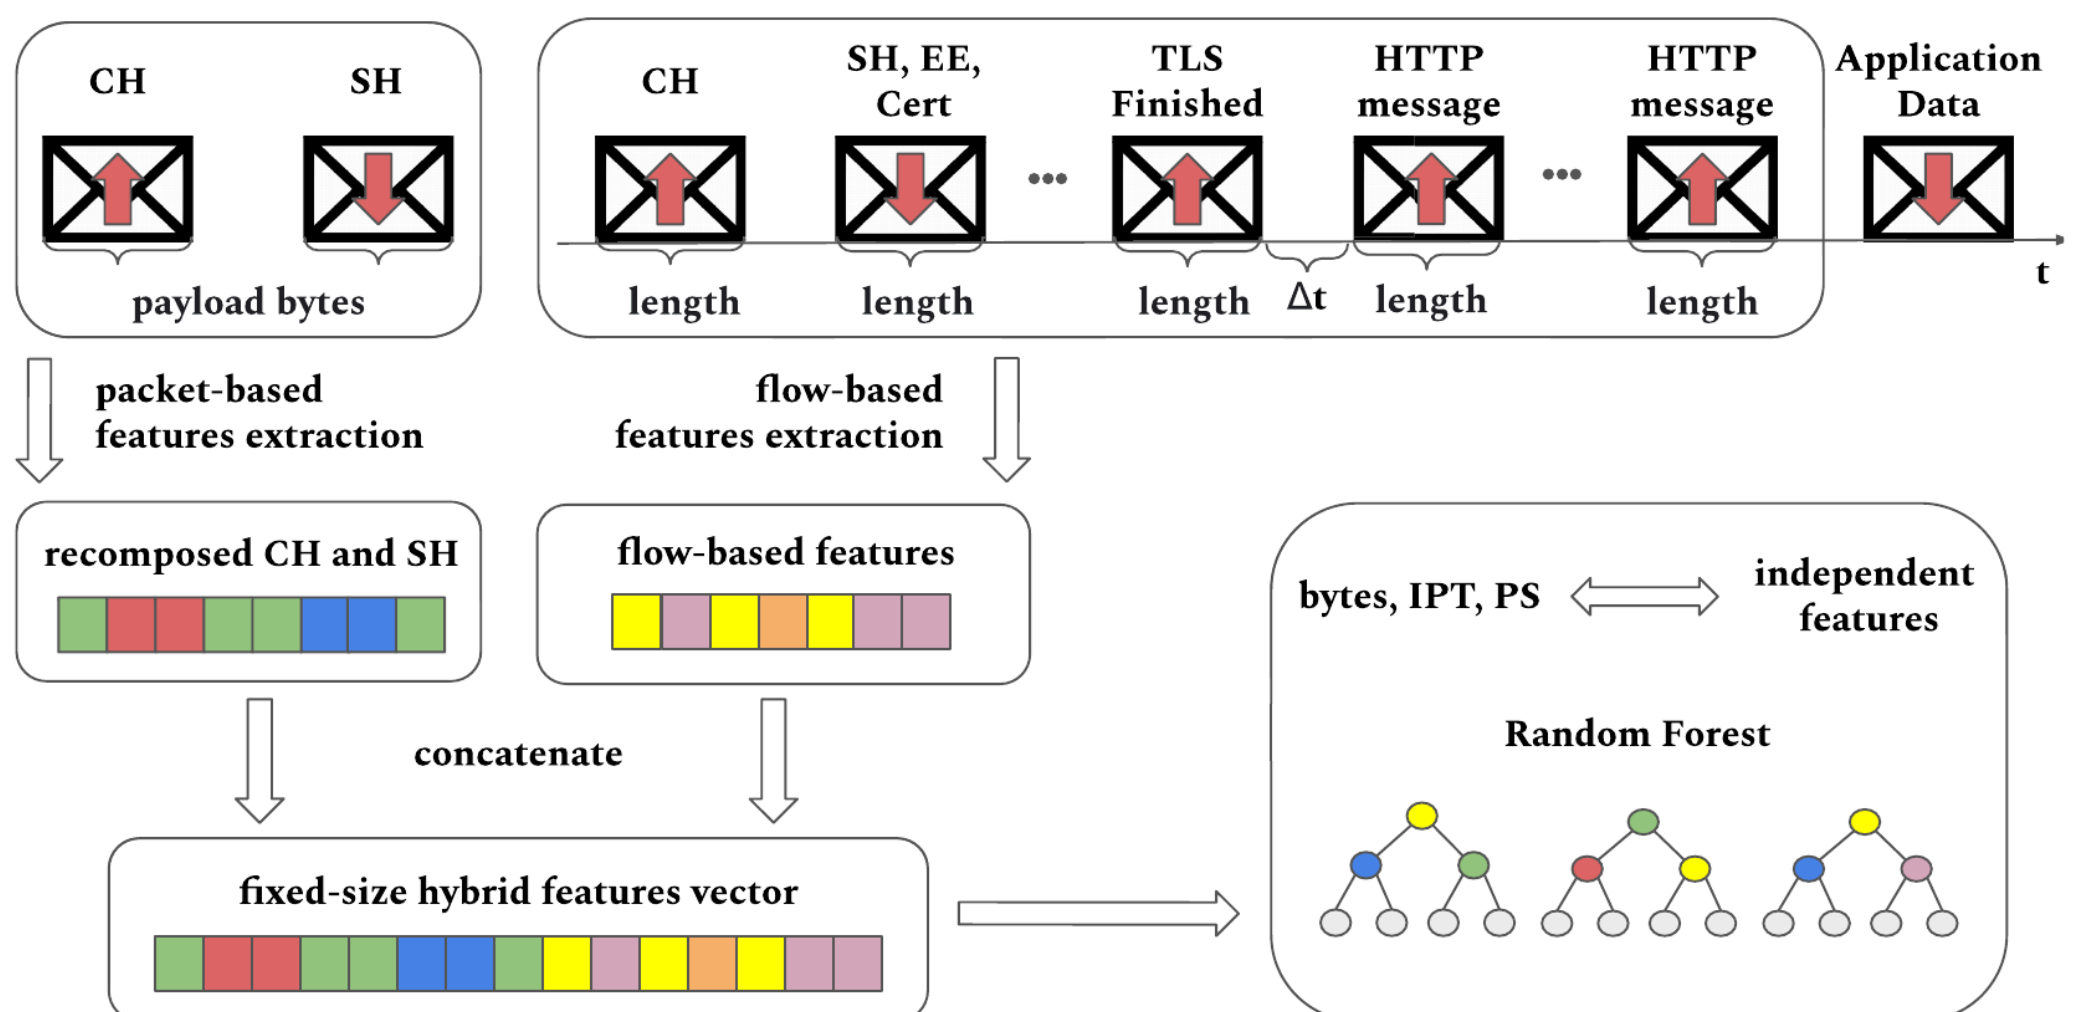 CH
SH
payload bytes
CH
SH, EE,
Cert
TLS
Finished
HTTP
message
HTTP
message
Application
Data
length
length
length
Δt
length
length
t
packet-based
features extraction
flow-based
features extraction
recomposed CH and SH
flow-based features
concatenate
fixed-size hybrid features vector
bytes, IPT, PS
independent
features
Random Forest